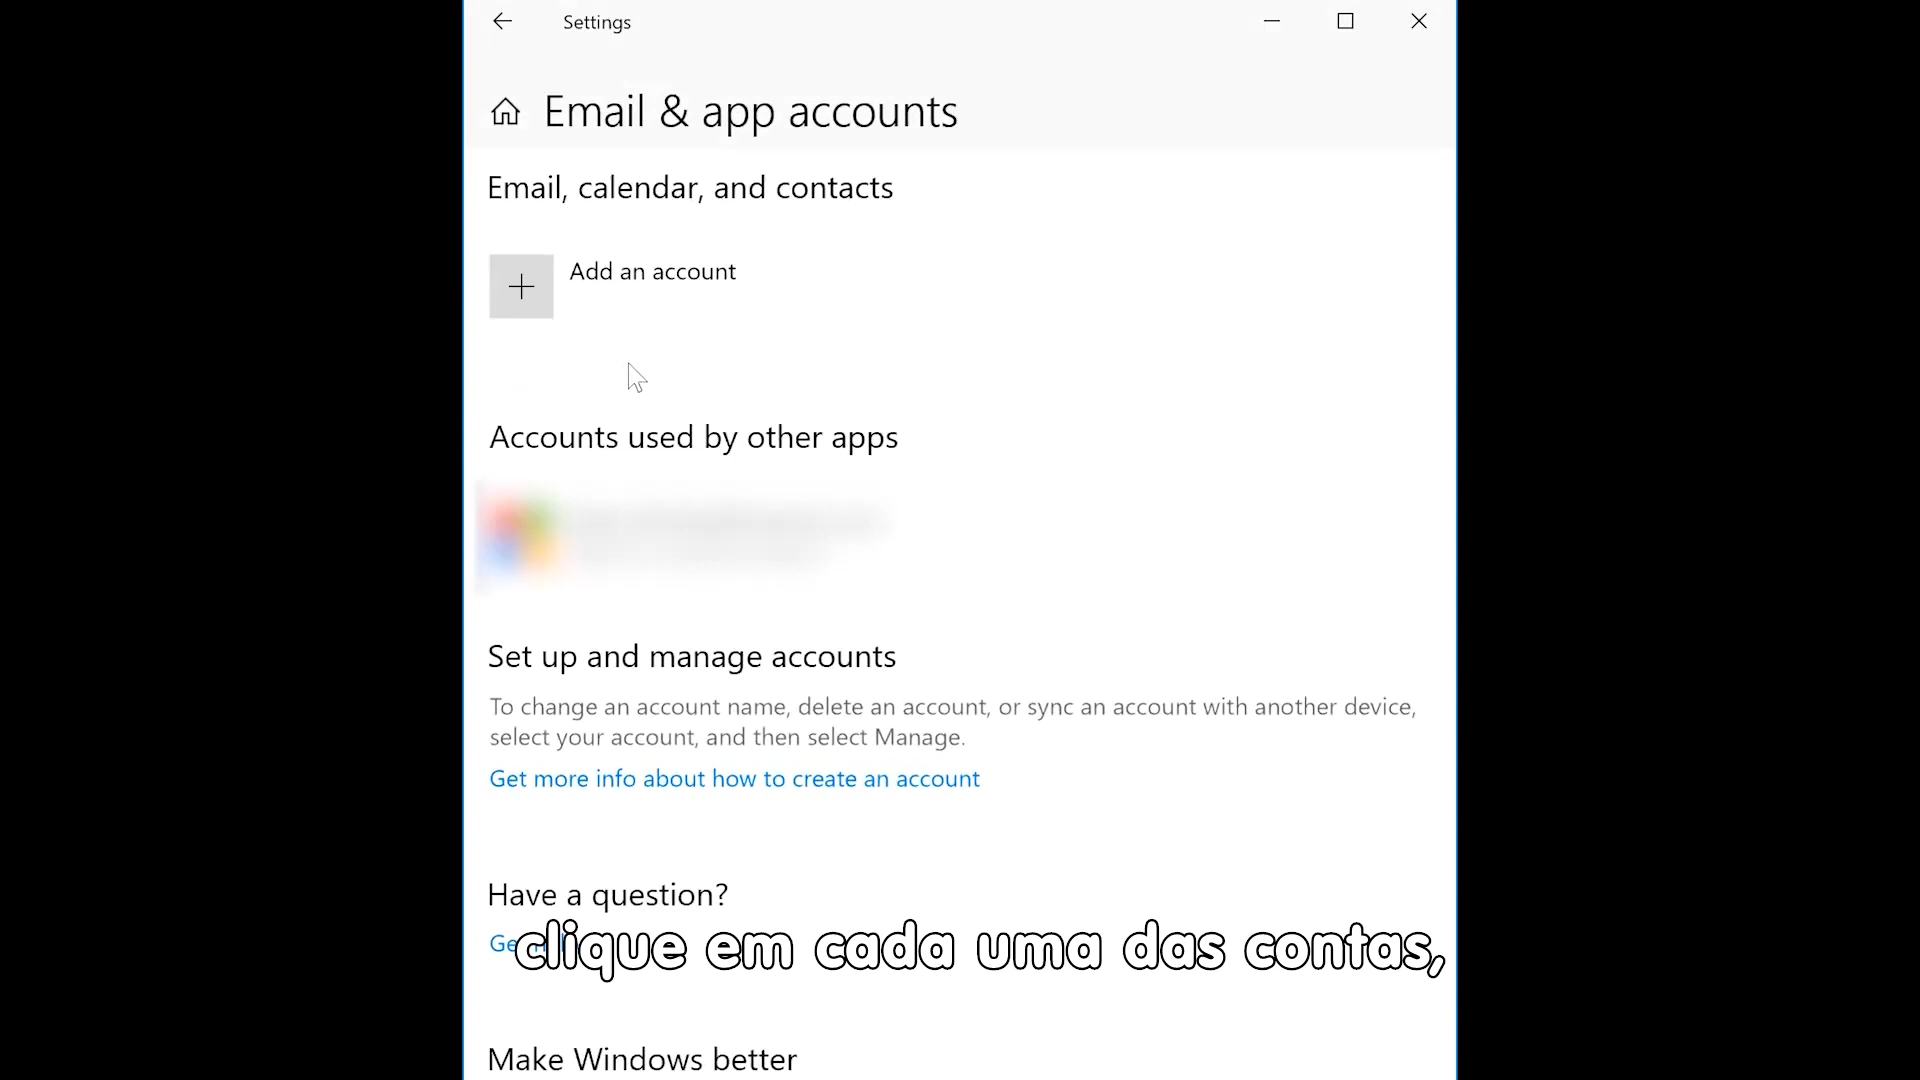 Settings
Email & app accounts
Email, calendar, and contacts
Add an account
Accounts used by other apps
Set up and manage accounts
To change an account name, delete an account, or sync an account with another device,
select your account, and then select Manage.
Get more info about how to create an account
Have a question?
clique em cada uma das contas,
Make Windows better